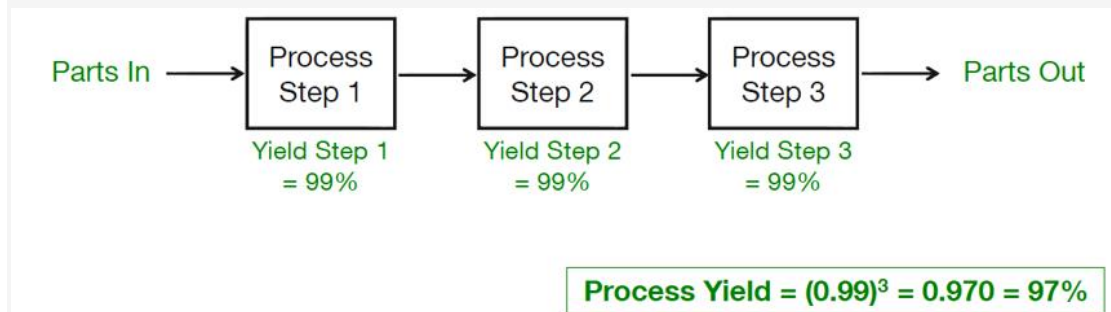 Parts In
Process
Step 1
Process
Step 2
Process
Step 3
Parts Out
Yield Step 1
= 99%
Yield Step 2
= 99%
Yield Step 3
= 99%
Process Yield = (0.99)³ = 0.970 = 97%